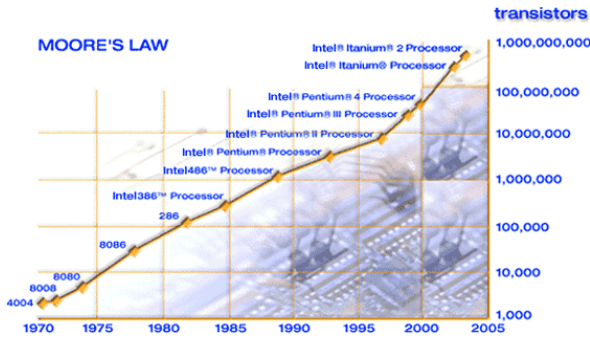 transistors
MOORE'S LAW
Intel® Itanium® 2 Processor
1,000,000,000
Intel® Itanium® Processor
Intel® Pentium® 4 Processor
100,000,000
Intel® Pentium® III Processor
Intel® Pentium® II Processor
10,000,000
Intel® Pentium® Processor
Intel486™ Processor
1,000,000
Intel386™ Processor
286
100,000
8086
8080
10,000
8008
4004
1,000
1970 1975 1980 1985 1990 1995 2000 2005